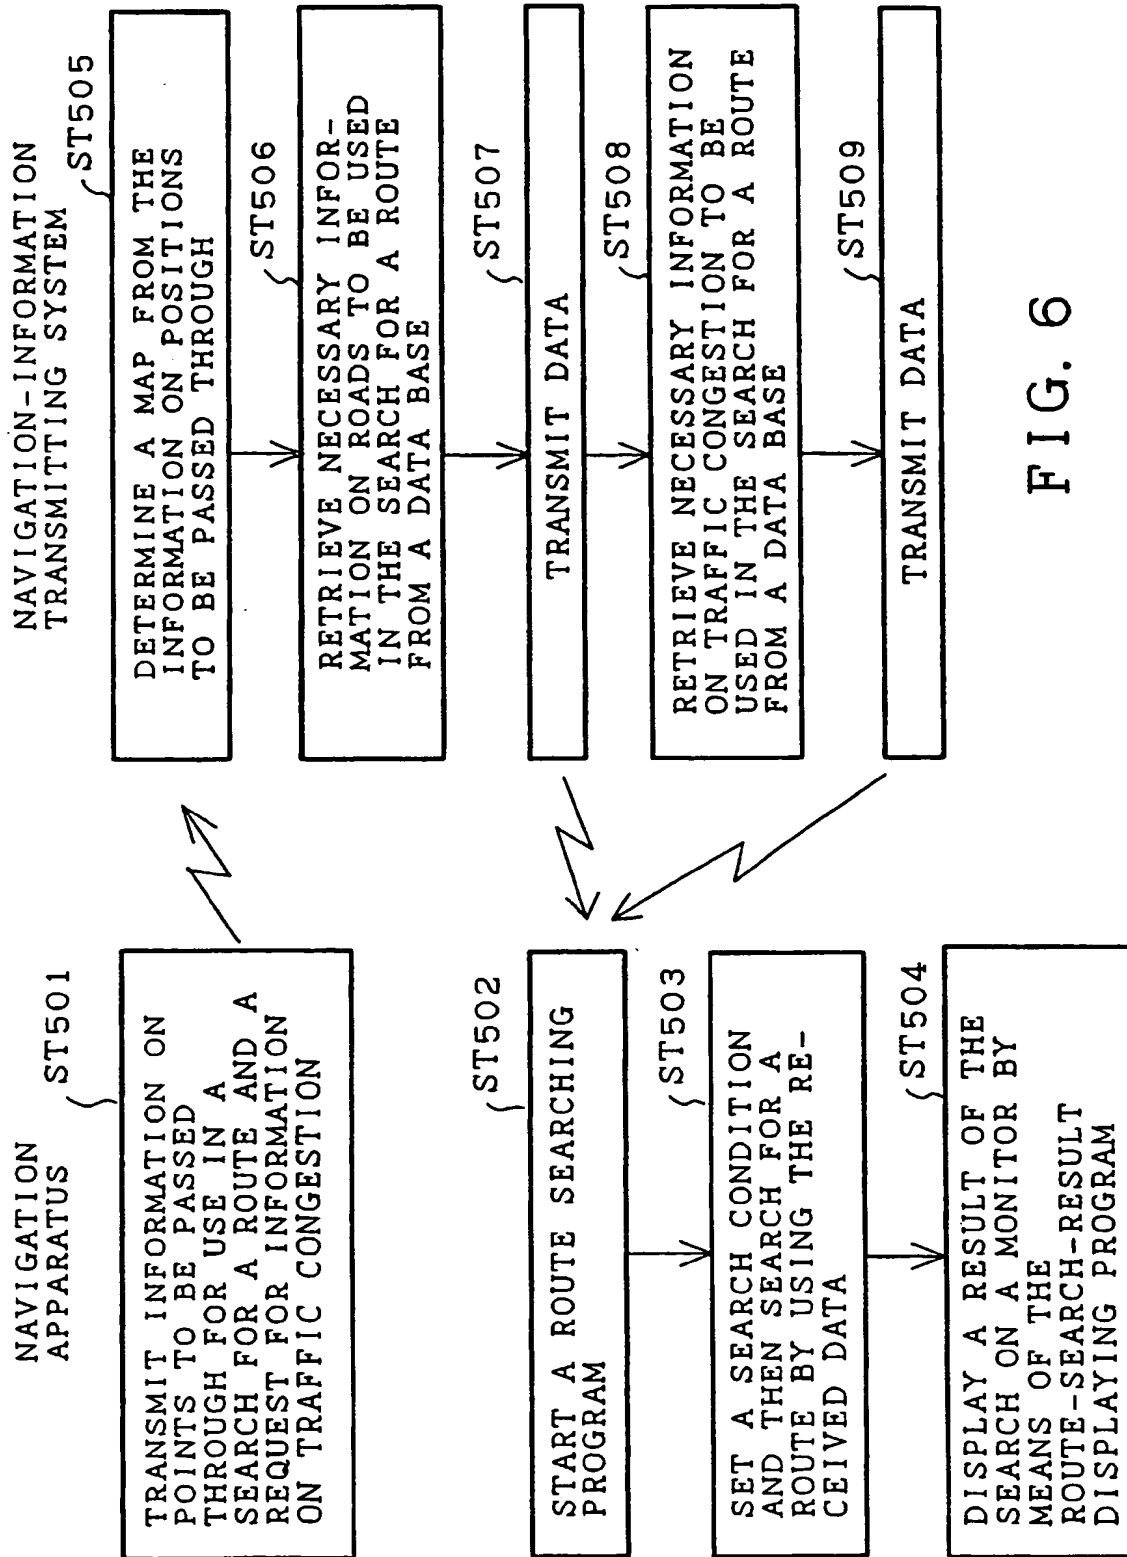 NAVIGATION
APPARATUS
ST501
TRANSMIT INFORMATION ON
POINTS TO BE PASSED
THROUGH FOR USE IN A
SEARCH FOR A ROUTE AND A
REQUEST FOR INFORMATION
ON TRAFFIC CONGESTION
ST502
START A ROUTE SEARCHING
PROGRAM
ST503
SET A SEARCH CONDITION
AND THEN SEARCH FOR A
ROUTE BY USING THE RE-
CEIVED DATA
ST504
DISPLAY A RESULT OF THE
SEARCH ON A MONITOR BY
MEANS OF THE
ROUTE-SEARCH-RESULT
DISPLAYING PROGRAM
NAVIGATION-INFORMATION
TRANSMITTING SYSTEM
ST505
DETERMINE A MAP FROM THE
INFORMATION ON POSITIONS
TO BE PASSED THROUGH
ST506
RETRIEVE NECESSARY INFOR-
MATION ON ROADS TO BE USED
IN THE SEARCH FOR A ROUTE
FROM A DATA BASE
ST507
TRANSMIT DATA
ST508
RETRIEVE NECESSARY INFORMATION
ON TRAFFIC CONGESTION TO BE
USED IN THE SEARCH FOR A ROUTE
FROM A DATA BASE
ST509
TRANSMIT DATA
FIG. 6